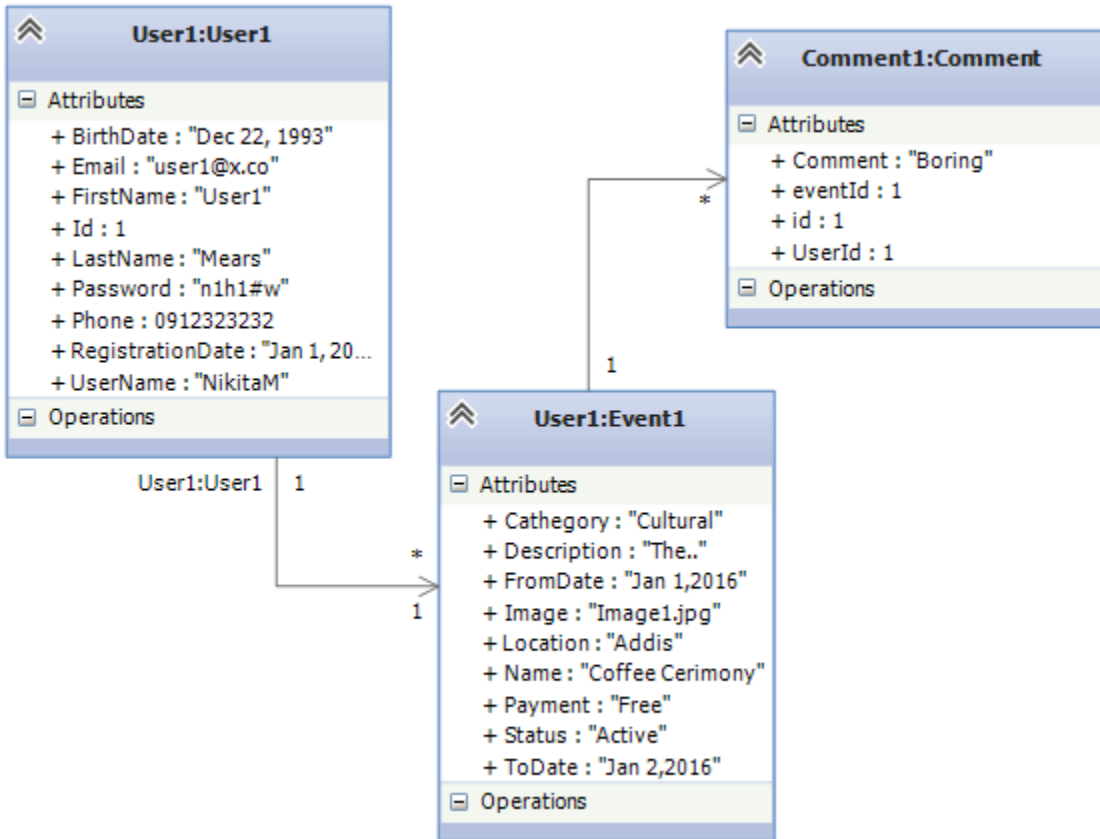 User1:User1
Attributes
+ BirthDate : "Dec 22, 1993"
+ Email : "user1@x.co"
+ FirstName : "User1"
+ Id : 1
+ LastName : "Mears"
+ Password : "n1h1#w"
+ Phone : 0912323232
+ RegistrationDate : "Jan 1, 20...
+ UserName : "NikitaM"
Operations
Comment1:Comment
Attributes
+ Comment : "Boring"
+ eventId : 1
+ id : 1
+ UserId : 1
Operations
*
1
User1:User1 1
*
1
User1:Event1
Attributes
+ Cathegory : "Cultural"
+ Description : "The.."
+ FromDate : "Jan 1,2016"
+ Image : "Image1.jpg"
+ Location : "Addis"
+ Name : "Coffee Cerimony"
+ Payment : "Free"
+ Status : "Active"
+ ToDate : "Jan 2,2016"
Operations